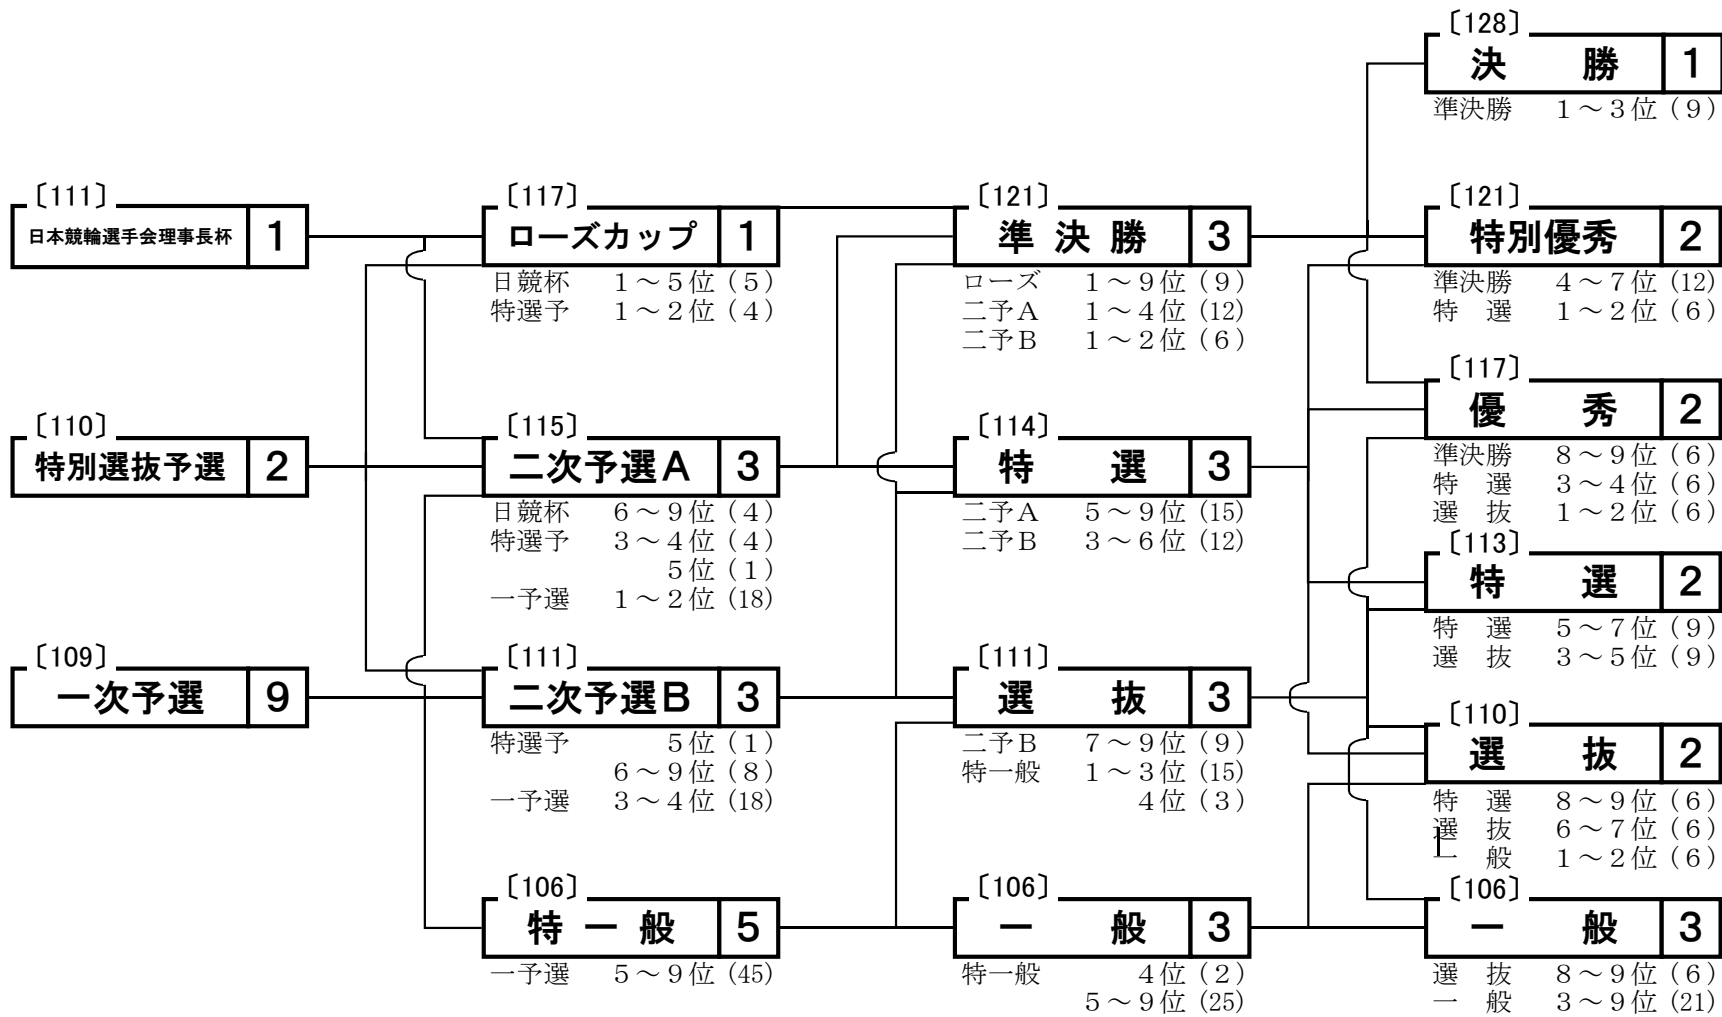 〔111〕
日本競輪選手会理事長杯 1
〔110〕
特別選抜予選 2
〔109〕
一次予選 9
〔117〕
ローズカップ 1
日競杯 1～5位(5)
特選予 1～2位(4)
〔115〕
二次予選A 3
日競杯 6～9位(4)
特選予 3～4位(4)
5位(1)
一予選 1～2位(18)
〔111〕
二次予選B 3
特選予 5位(1)
6～9位(8)
一予選 3～4位(18)
〔106〕
特一般 5
一予選 5～9位(45)
〔121〕
準決勝 3
ローズ 1～9位(9)
二予A 1～4位(12)
二予B 1～2位(6)
〔114〕
特選 3
二予A 5～9位(15)
二予B 3～6位(12)
〔111〕
選抜 3
二予B 7～9位(9)
特一般 1～3位(15)
4位(3)
〔106〕
一般 3
特一般 4位(2)
5～9位(25)
〔128〕
決勝 1
準決勝 1～3位(9)
〔121〕
特別優秀 2
準決勝 4～7位(12)
特選 1～2位(6)
〔117〕
優秀 2
準決勝 8～9位(6)
特選 3～4位(6)
選抜 1～2位(6)
〔113〕
特選 2
特選 5～7位(9)
選抜 3～5位(9)
〔110〕
選抜 2
特選 8～9位(6)
選抜 6～7位(6)
一般 1～2位(6)
〔106〕
一般 3
選抜 8～9位(6)
一般 3～9位(21)